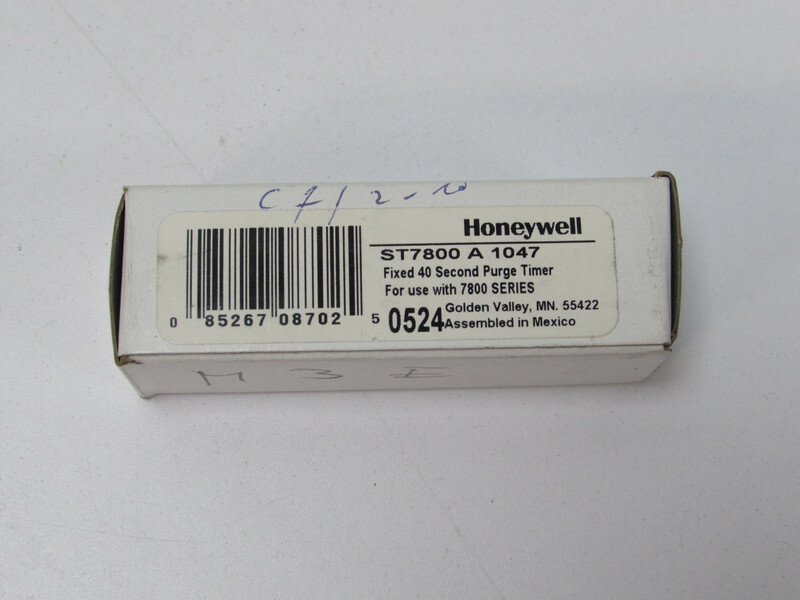 Honeywell
ST7800 A 1047
Fixed 40 Second Purge Timer
For use with 7800 SERIES
Golden Valley, MN. 55422
0524 Assembled in Mexico
0 85267 08702 5
M 3 I